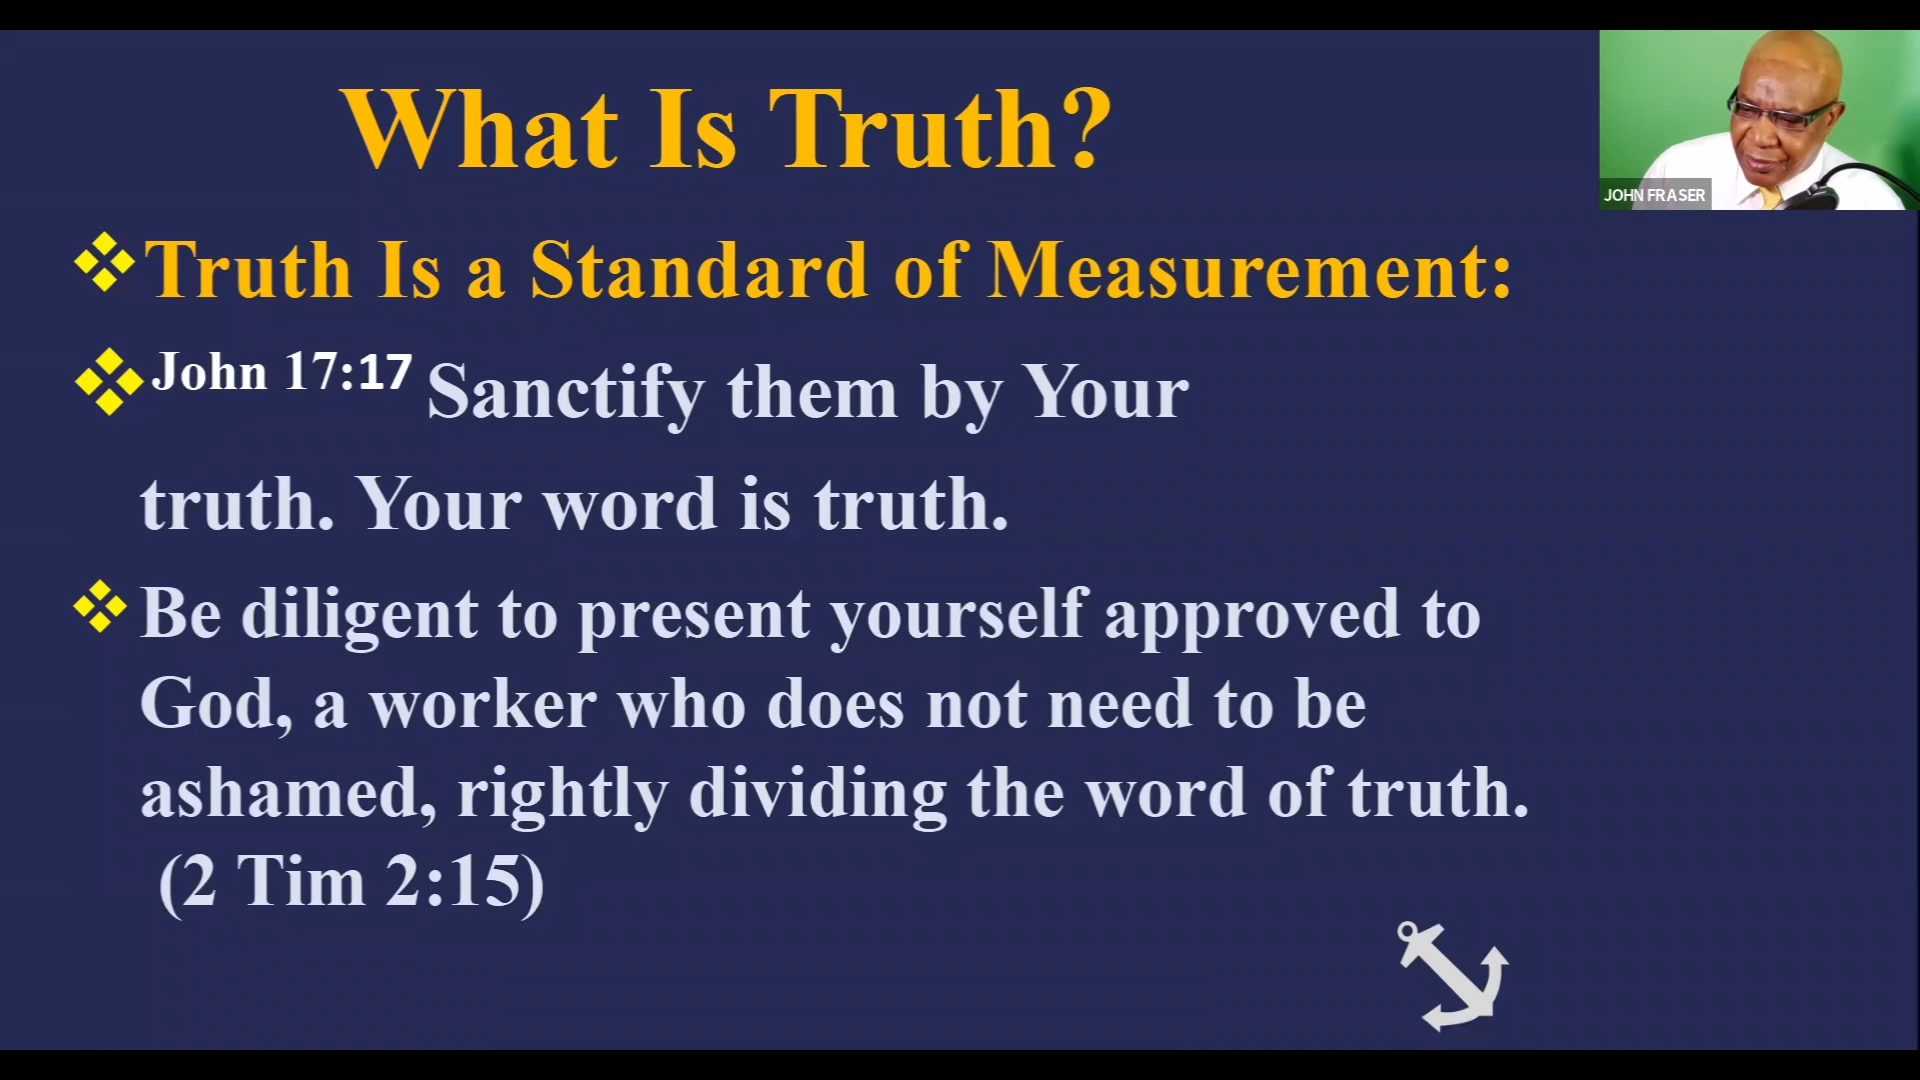 What Is Truth?
JOHN FRASER
Truth Is a Standard of Measurement:
John 17:17 Sanctify them by Your
truth. Your word is truth.
Be diligent to present yourself approved to
God, a worker who does not need to be
ashamed, rightly dividing the word of truth.
(2 Tim 2:15)